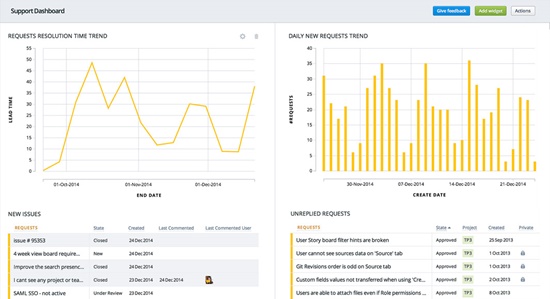 Support Dashboard
Give feedback
Add widget
Actions
REQUESTS RESOLUTION TIME TREND
55
50
45
40
35
30
25
20
15
10
5
0
LEAD TIME
01-Oct-2014
01-Nov-2014
01-Dec-2014
END DATE
DAILY NEW REQUESTS TREND
40
35
30
25
20
15
10
5
0
#REQUESTS
30-Nov-2014
07-Dec-2014
14-Dec-2014
21-Dec-2014
CREATE DATE
NEW ISSUES
REQUESTS State Created Last Commented Last Commented User
issue # 95353 Closed 24 Dec 2014
4 week view board require... New 24 Dec 2014
improve the search presenc... Closed 24 Dec 2014
I cant see any project or tea... Closed 23 Dec 2014 24 Dec 2014
SAML SSO - not active Under Review 23 Dec 2014
UNREPLIED REQUESTS
REQUESTS State Project Created Private
User Story board filter hints are broken Approved TP3 25 Sep 2013
User cannot see sources data on 'Source' tab Approved TP3 1 Oct 2013
Git Revisions order is odd on Source tab Approved TP3 1 Oct 2013
Custom fields values not transferred when using 'Cre... Approved TP3 2 Oct 2013
Users are able to attach files even if Role permissions ... Approved TP3 8 Oct 2013